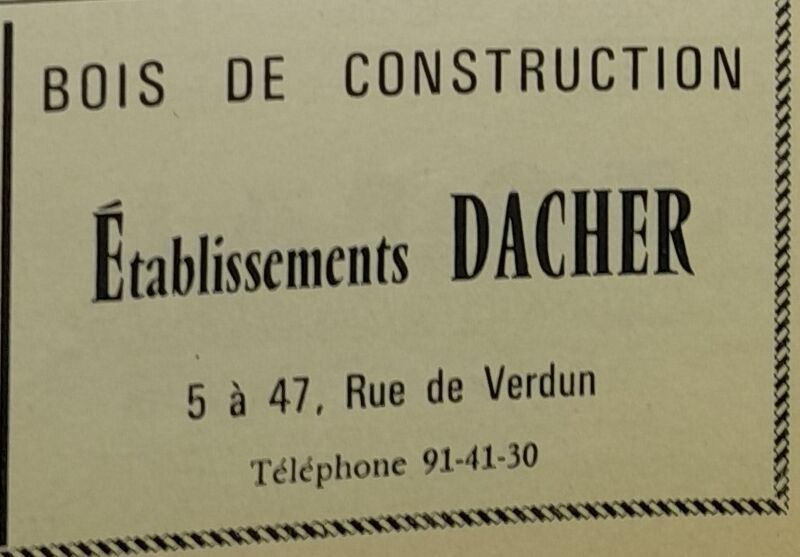 BOIS DE CONSTRUCTION
Établissements DACHER
5 à 47, Rue de Verdun
Téléphone 91-41-30